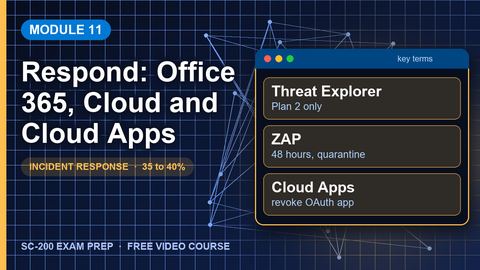 MODULE 11
Respond: Office
365, Cloud and
Cloud Apps
INCIDENT RESPONSE · 35 to 40%
SC-200 EXAM PREP · FREE VIDEO COURSE
key terms
Threat Explorer
Plan 2 only
ZAP
48 hours, quarantine
Cloud Apps
revoke OAuth app